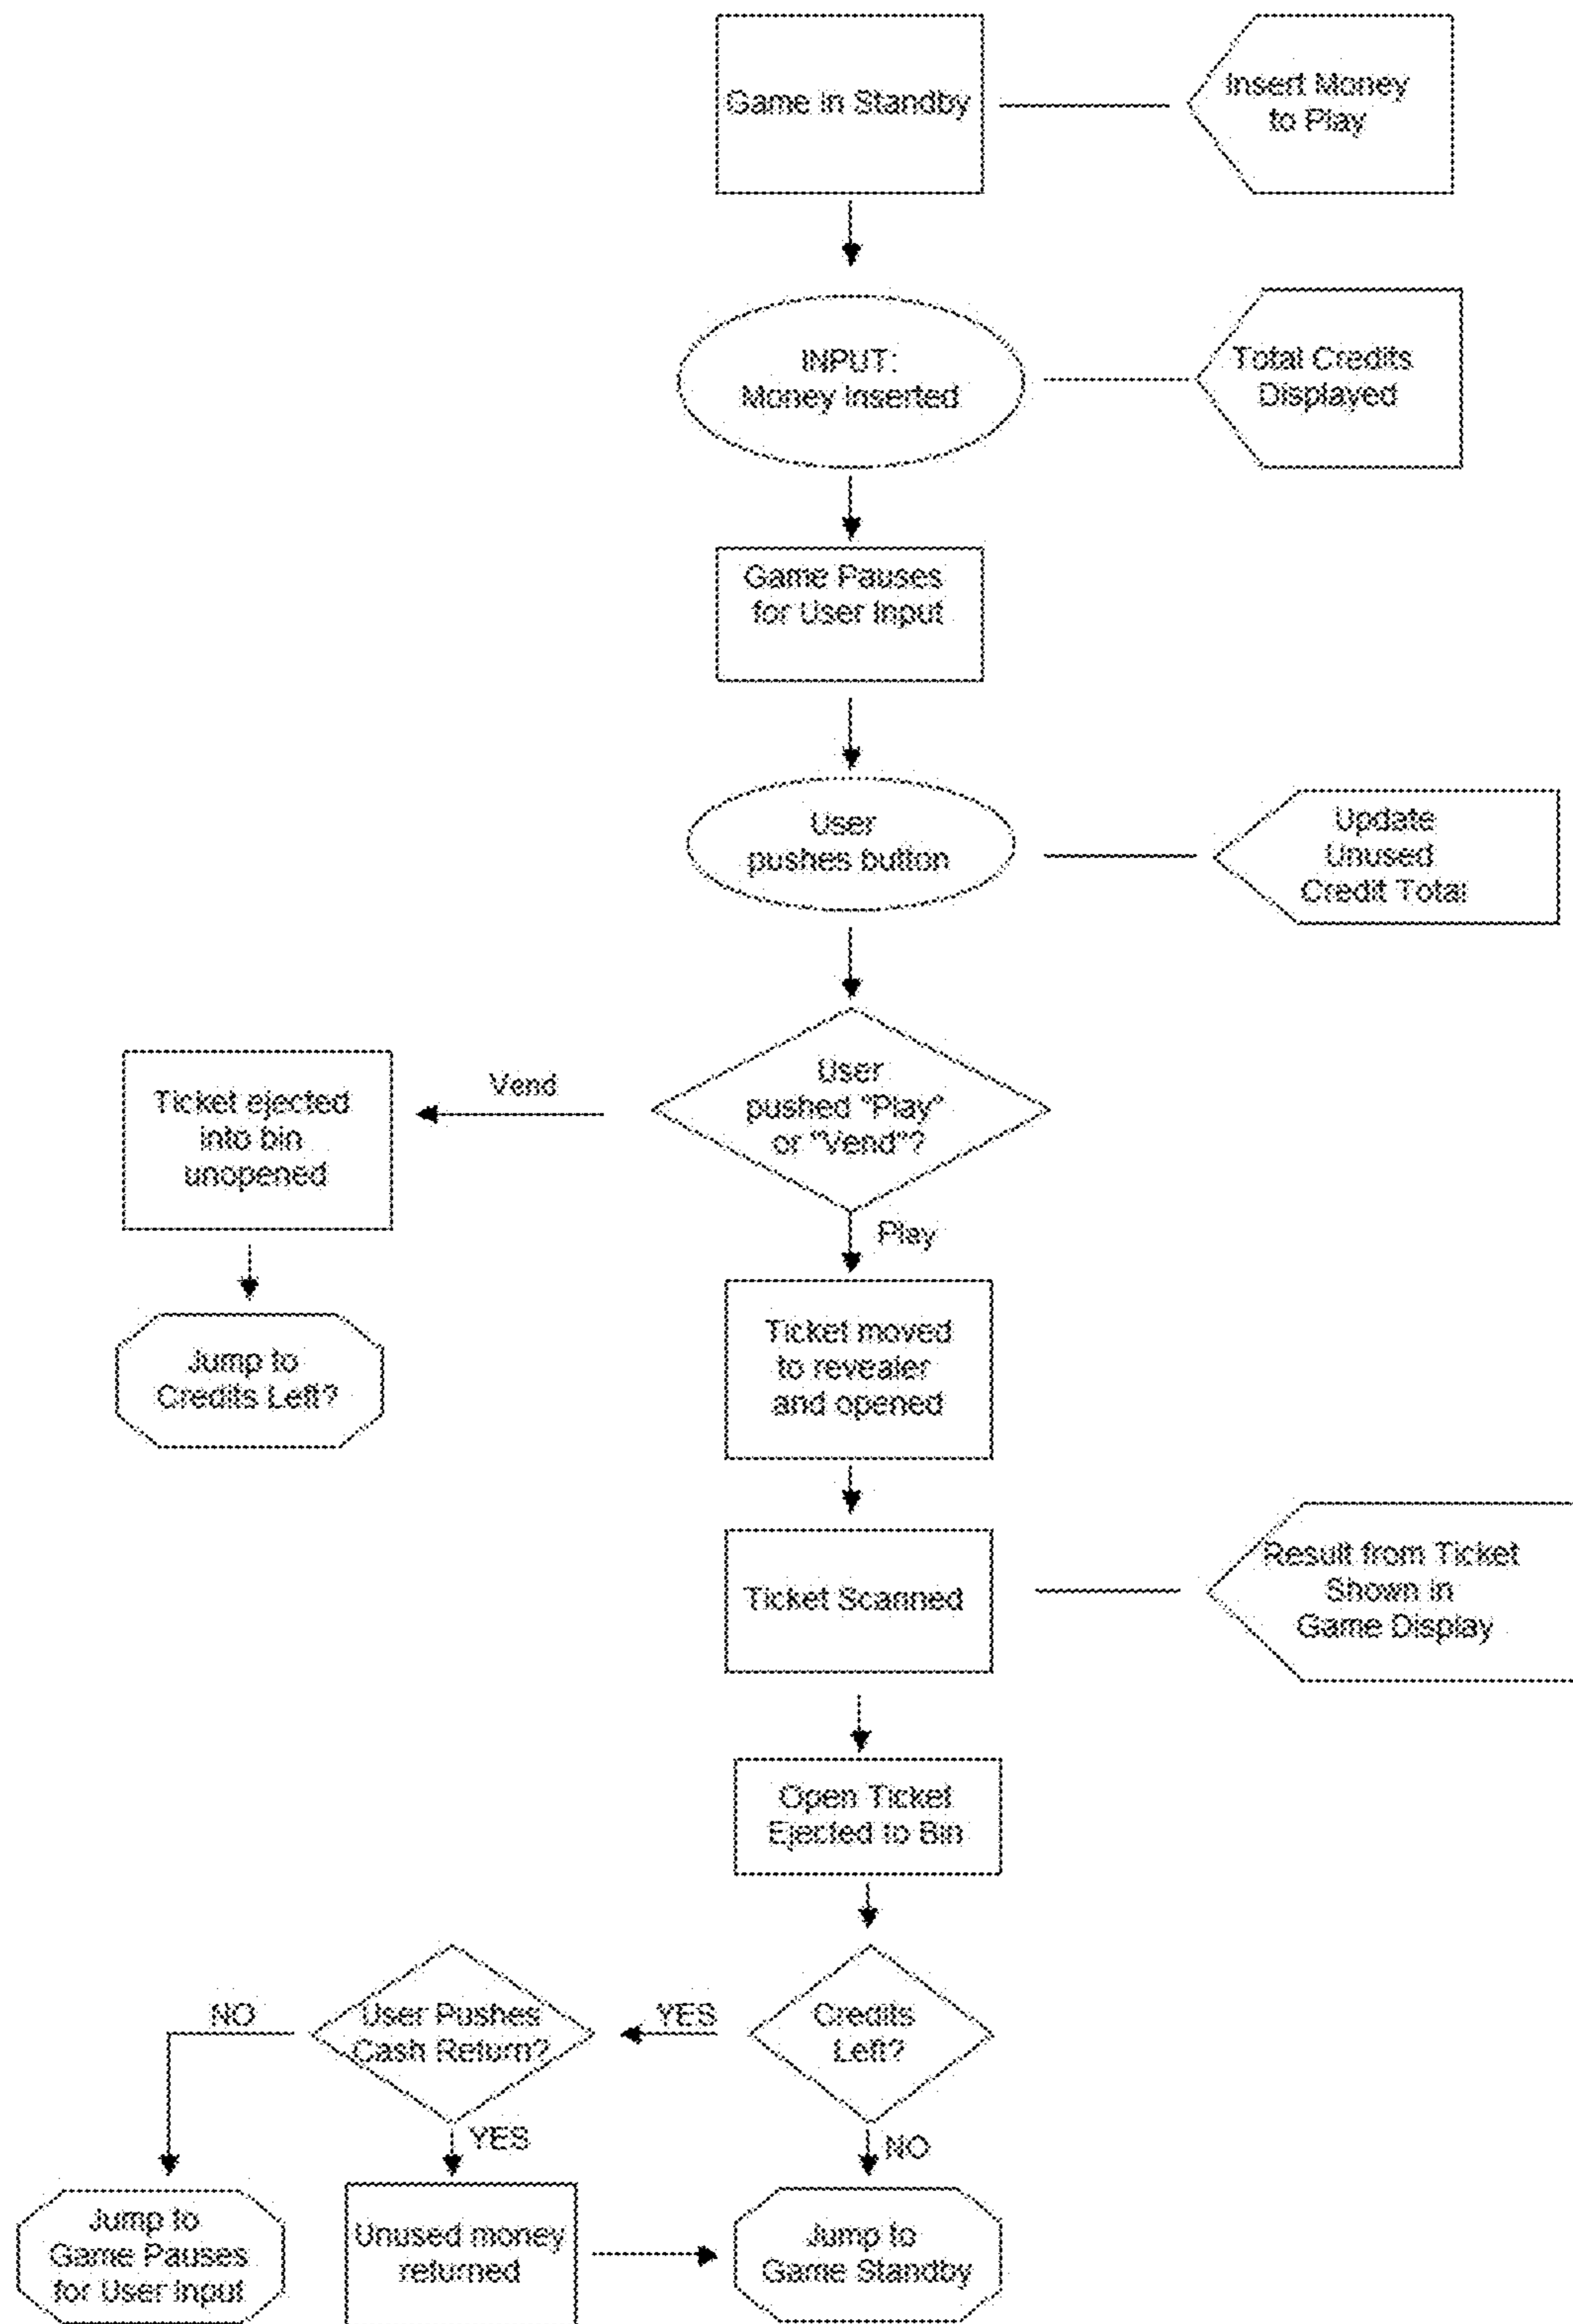 Game in Standby
Insert Money
to Play
INPUT:
Money Inserted
Total Credits
Displayed
Game Pauses
for User Input
User
pushes button
Update
Unused
Credit Total
User
pushed "Play"
or "Vend"?
Vend
Ticket ejected
into bin
unopened
Play
Jump to
Credits Left?
Ticket moved
to revealer
and opened
Ticket Scanned
Result from Ticket
Shown in
Game Display
Open Ticket
Ejected to Bin
Credits
Left?
YES
User Pushes
Cash Return?
NO
YES
NO
Jump to
Game Pauses
for User Input
Unused money
returned
Jump to
Game Standby